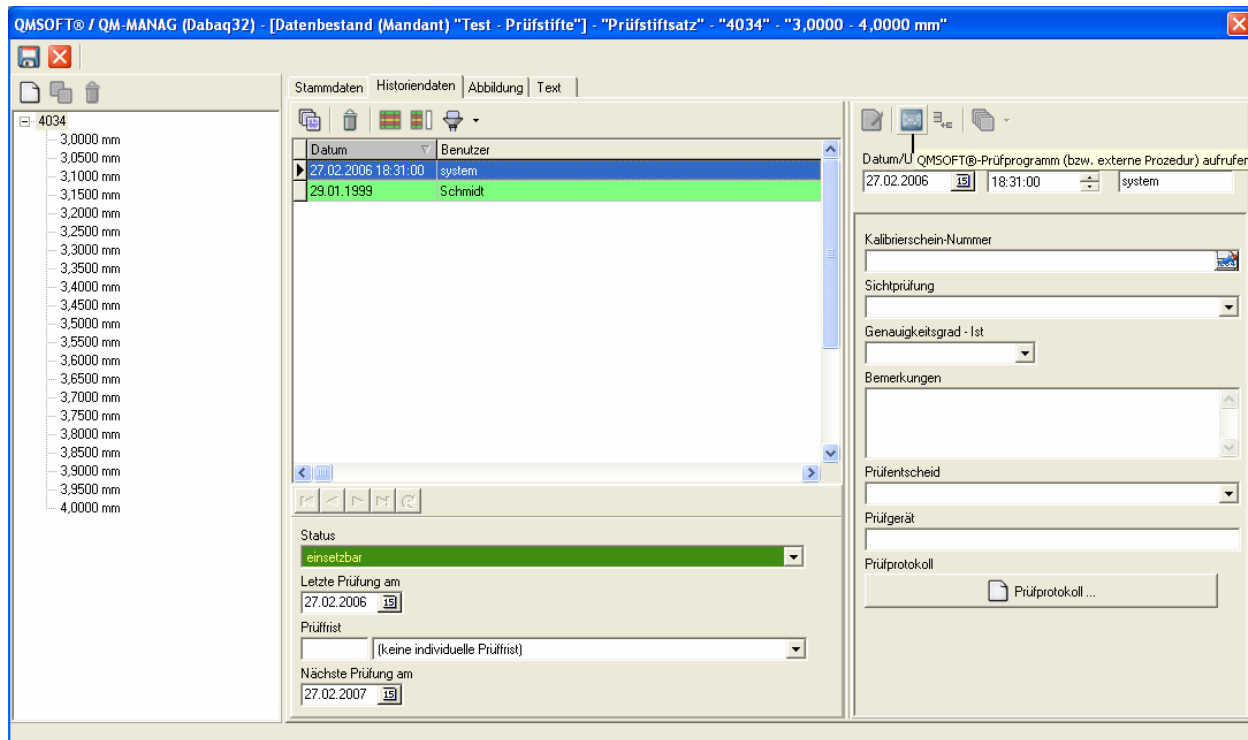 QMSOFT® / QM-MANAG (Dabaq32) - [Datenbestand (Mandant) "Test - Prüfstifte"] - "Prüfstiftsatz" - "4034" - "3,0000 - 4,0000 mm"
4034
3,0000 mm
3,0500 mm
3,1000 mm
3,1500 mm
3,2000 mm
3,2500 mm
3,3000 mm
3,3500 mm
3,4000 mm
3,4500 mm
3,5000 mm
3,5500 mm
3,6000 mm
3,6500 mm
3,7000 mm
3,7500 mm
3,8000 mm
3,8500 mm
3,9000 mm
3,9500 mm
4,0000 mm
Stammdaten Historiendaten Abbildung Text
Datum Benutzer
27.02.2006 18:31:00 system
29.01.1999 Schmidt
Status
einsetzbar
Letzte Prüfung am
27.02.2006 15
Prüffrist
(keine individuelle Prüffrist)
Nächste Prüfung am
27.02.2007 15
Datum/U QMSOFT®-Prüfprogramm (bzw. externe Prozedur) aufrufen
27.02.2006 15 18:31:00 system
Kalibrierschein-Nummer
Sichtprüfung
Genauigkeitsgrad - Ist
Bemerkungen
Prüfentscheid
Prüfgerät
Prüfprotokoll
Prüfprotokoll ...